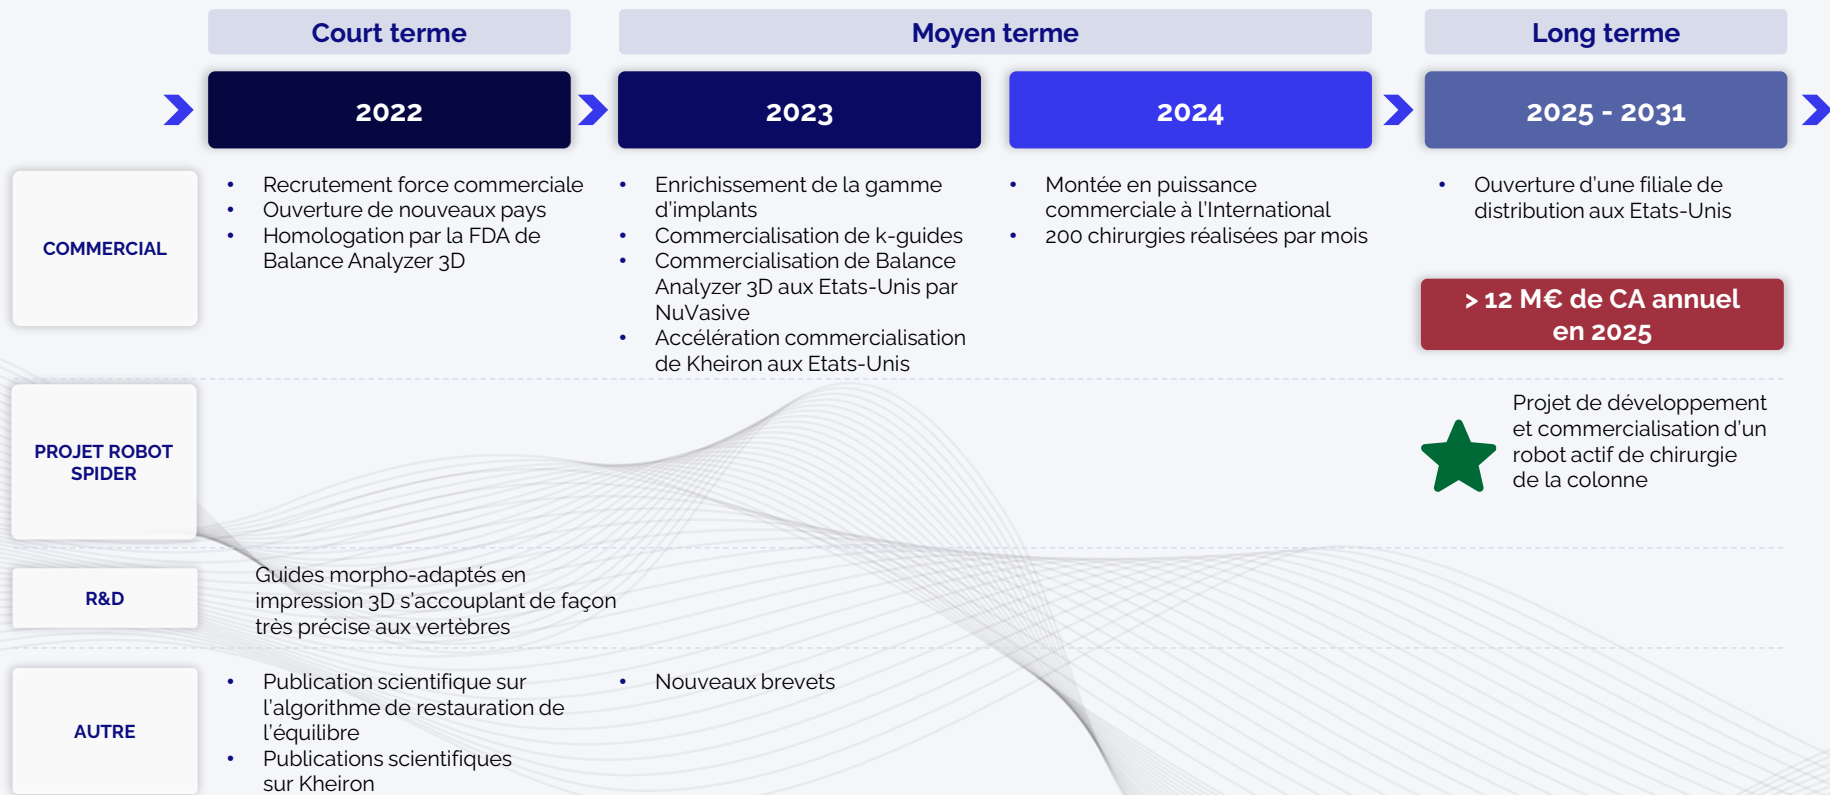 Court terme
Moyen terme
Long terme
2022
2023
2024
2025 - 2031
COMMERCIAL
• Recrutement force commerciale
• Ouverture de nouveaux pays
• Homologation par la FDA de
Balance Analyzer 3D
• Enrichissement de la gamme
d'implants
• Commercialisation de k-guides
• Commercialisation de Balance
Analyzer 3D aux Etats-Unis par
NuVasive
• Accélération commercialisation
de Kheiron aux Etats-Unis
• Montée en puissance
commerciale à l'International
• 200 chirurgies réalisées par mois
• Ouverture d'une filiale de
distribution aux Etats-Unis
> 12 M€ de CA annuel
en 2025
PROJET ROBOT
SPIDER
Projet de développement
et commercialisation d'un
robot actif de chirurgie
de la colonne
R&D
Guides morpho-adaptés en
impression 3D s'accouplant de façon
très précise aux vertèbres
AUTRE
• Publication scientifique sur
l'algorithme de restauration de
l'équilibre
• Publications scientifiques
sur Kheiron
• Nouveaux brevets